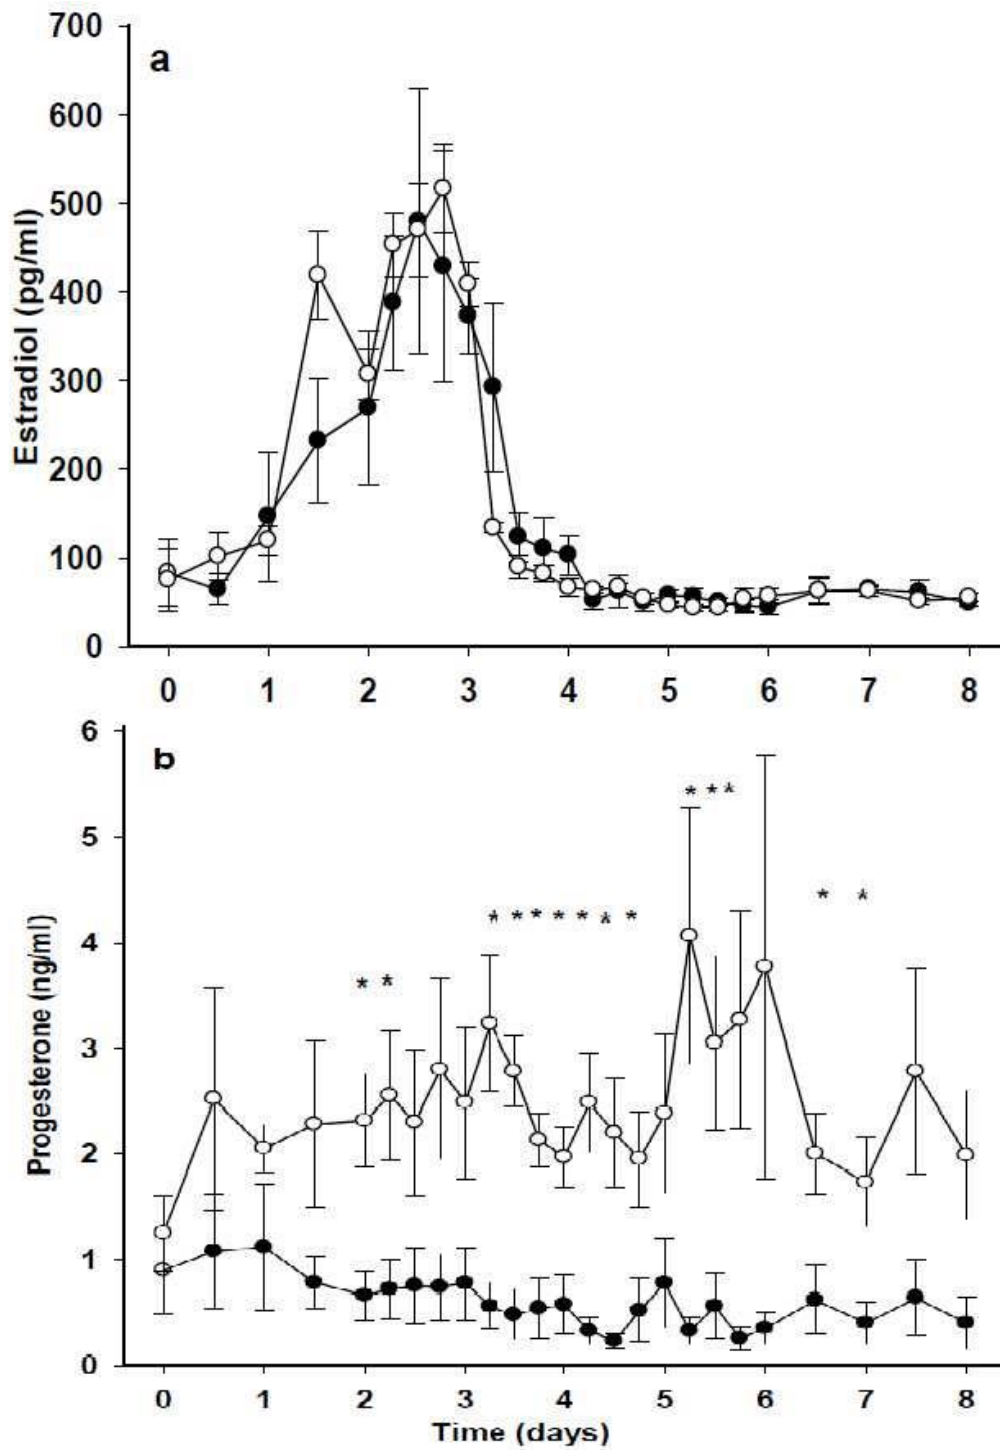 700
a
600
500
400
300
200
100
0
Estradiol (pg/ml)
0 1 2 3 4 5 6 7 8
6
b
5
4
3
2
1
0
Progesterone (ng/ml)
* * *
* *
* * * * * * *
* *
0 1 2 3 4 5 6 7 8
Time (days)